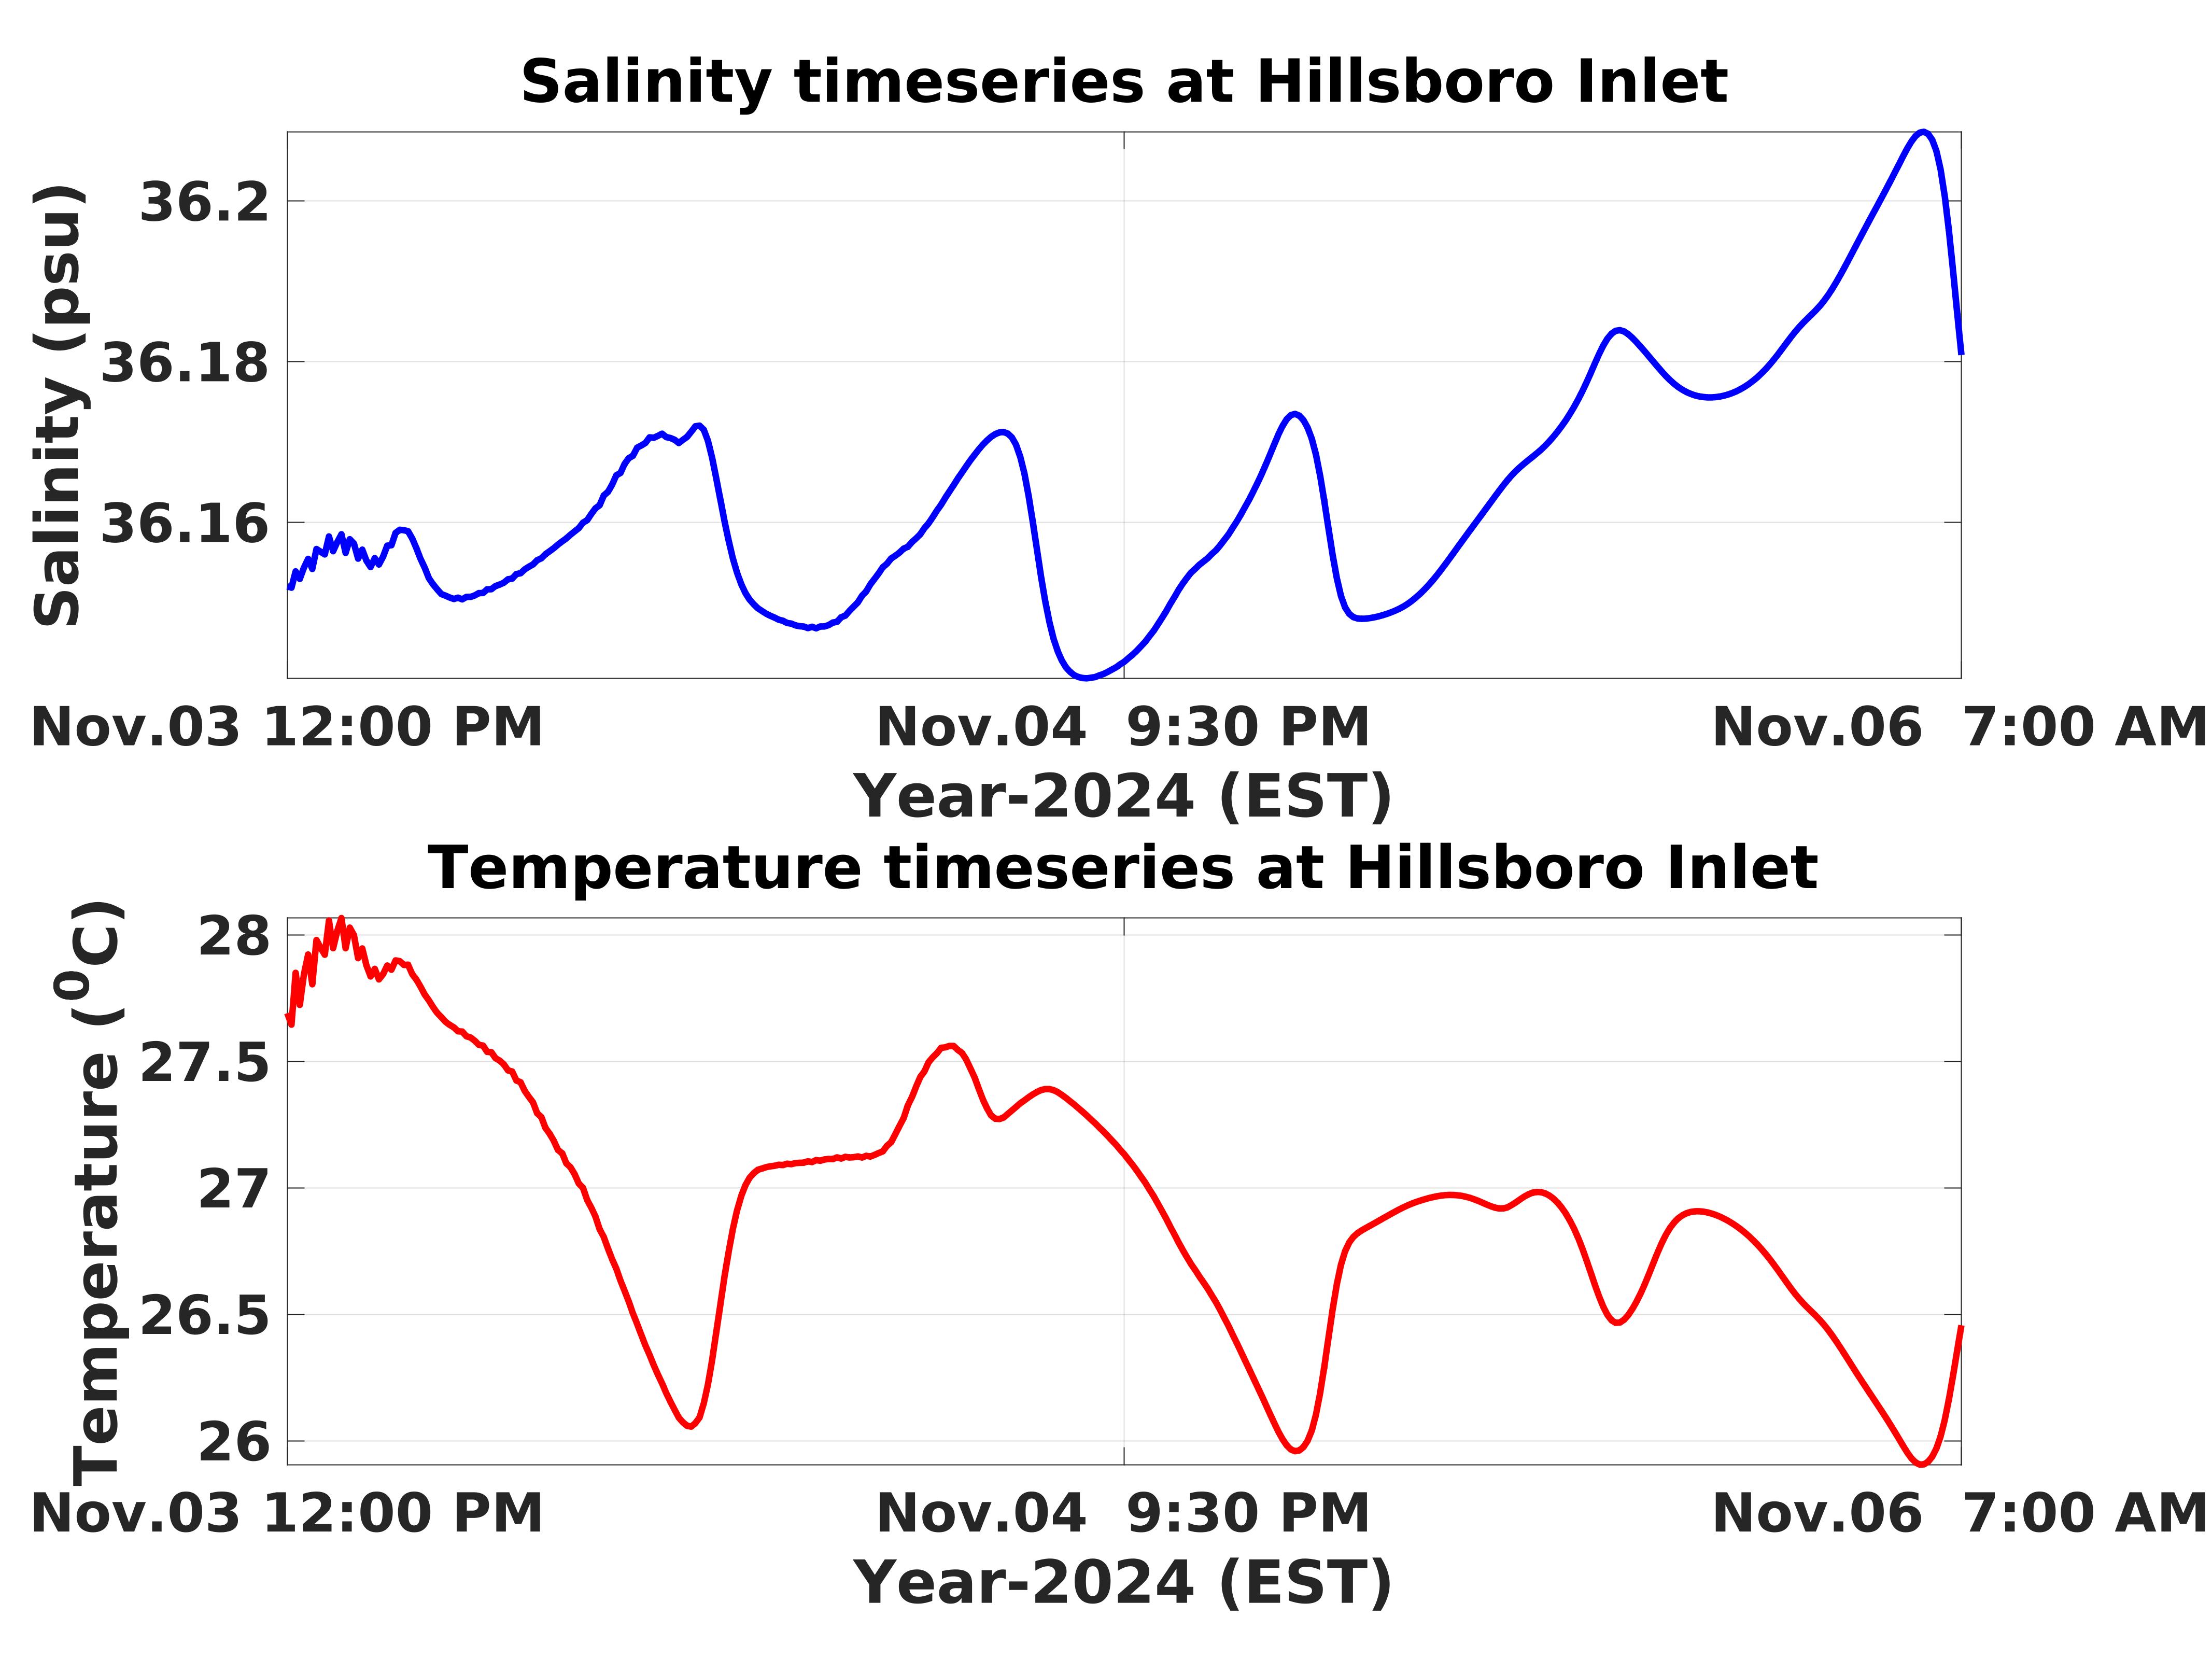 Salinity timeseries at Hillsboro Inlet
Salinity (psu)
36.2
36.18
36.16
Nov.03 12:00 PM
Nov.04  9:30 PM
Nov.06  7:00 AM
Year-2024 (EST)
Temperature timeseries at Hillsboro Inlet
Temperature (⁰C)
28
27.5
27
26.5
26
Nov.03 12:00 PM
Nov.04  9:30 PM
Nov.06  7:00 AM
Year-2024 (EST)